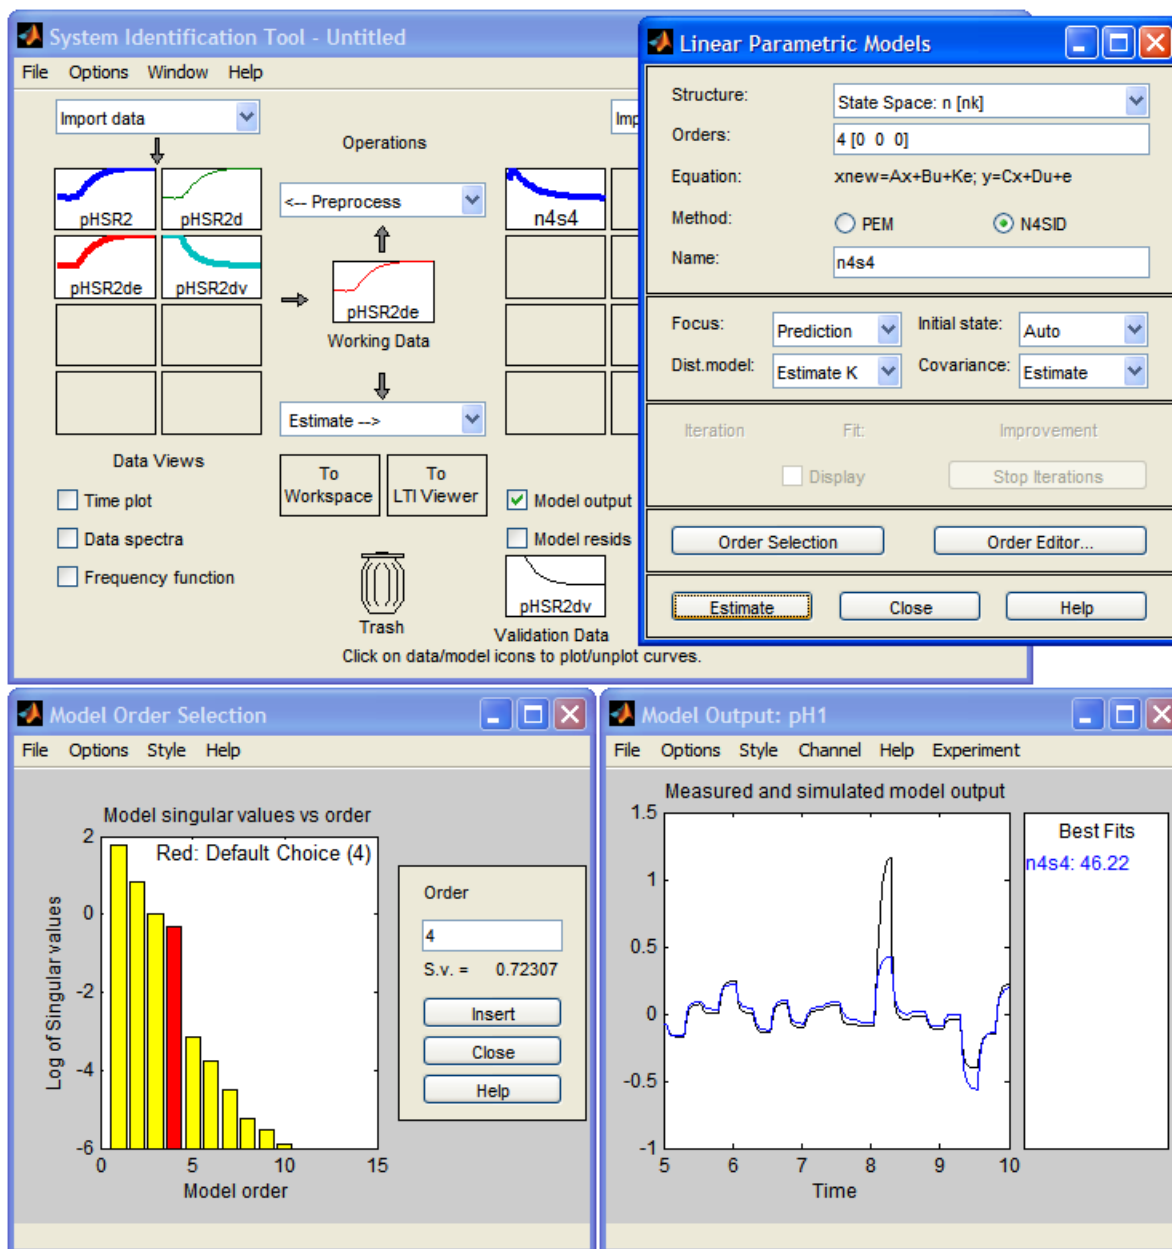 System Identification Tool - Untitled
File Options Window Help
Import data
Imp
Operations
pHSR2 pHSR2d
<-- Preprocess
n4s4
pHSR2de pHSR2dv
pHSR2de
Working Data
Estimate -->
Data Views
To Workspace
To LTI Viewer
Time plot
Model output
Data spectra
Model resids
Frequency function
Trash
pHSR2dv
Validation Data
Click on data/model icons to plot/unplot curves.
Linear Parametric Models
Structure: State Space: n [nk]
Orders: 4 [0 0 0]
Equation: xnew=Ax+Bu+Ke; y=Cx+Du+e
Method: PEM N4SID
Name: n4s4
Focus: Prediction Initial state: Auto
Dist.model: Estimate K Covariance: Estimate
Iteration Fit: Improvement
Display Stop Iterations
Order Selection Order Editor...
Estimate Close Help
Model Order Selection
File Options Style Help
Model singular values vs order
Red: Default Choice (4)
Log of Singular values
2
0
-2
-4
-6
0 5 10 15
Model order
Order
4
S.v. = 0.72307
Insert
Close
Help
Model Output: pH1
File Options Style Channel Help Experiment
Measured and simulated model output
1.5
1
0.5
0
-0.5
-1
5 6 7 8 9 10
Time
Best Fits
n4s4: 46.22